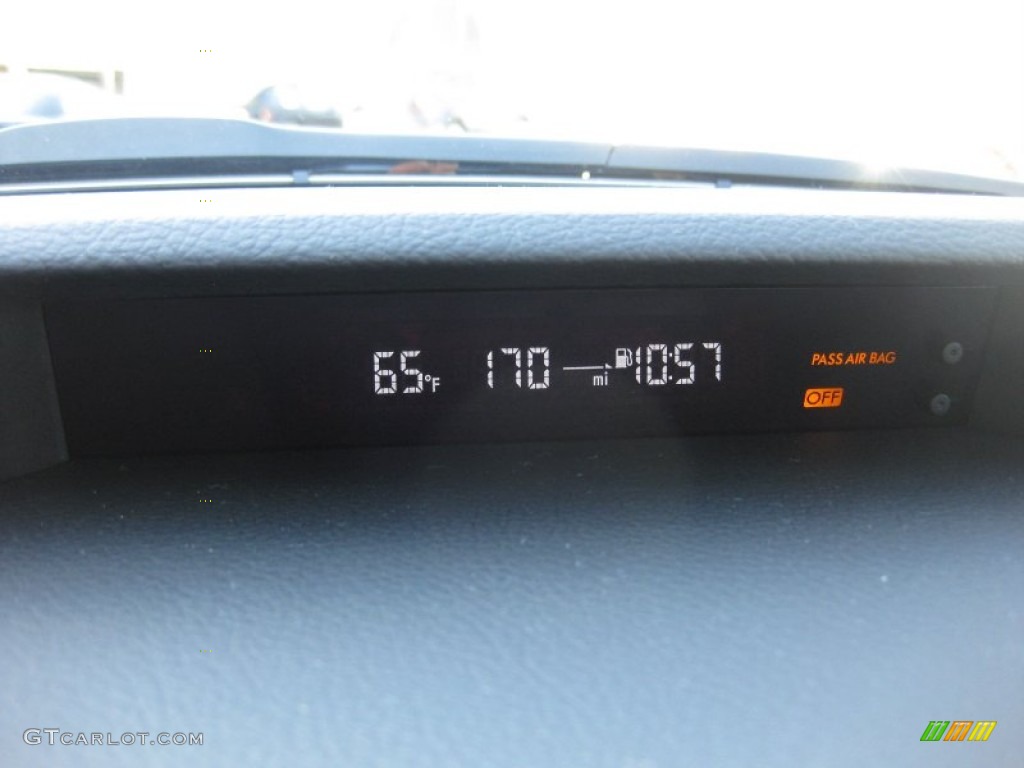 65°F 170 mi 10:57
PASS AIR BAG
OFF
GTCARLOT.COM